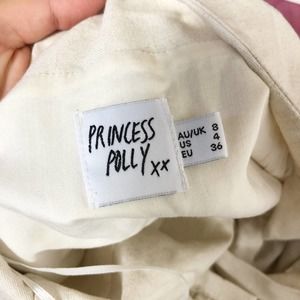 PRINCESS
POLLY xx
AU/UK 8
US 4
EU 36